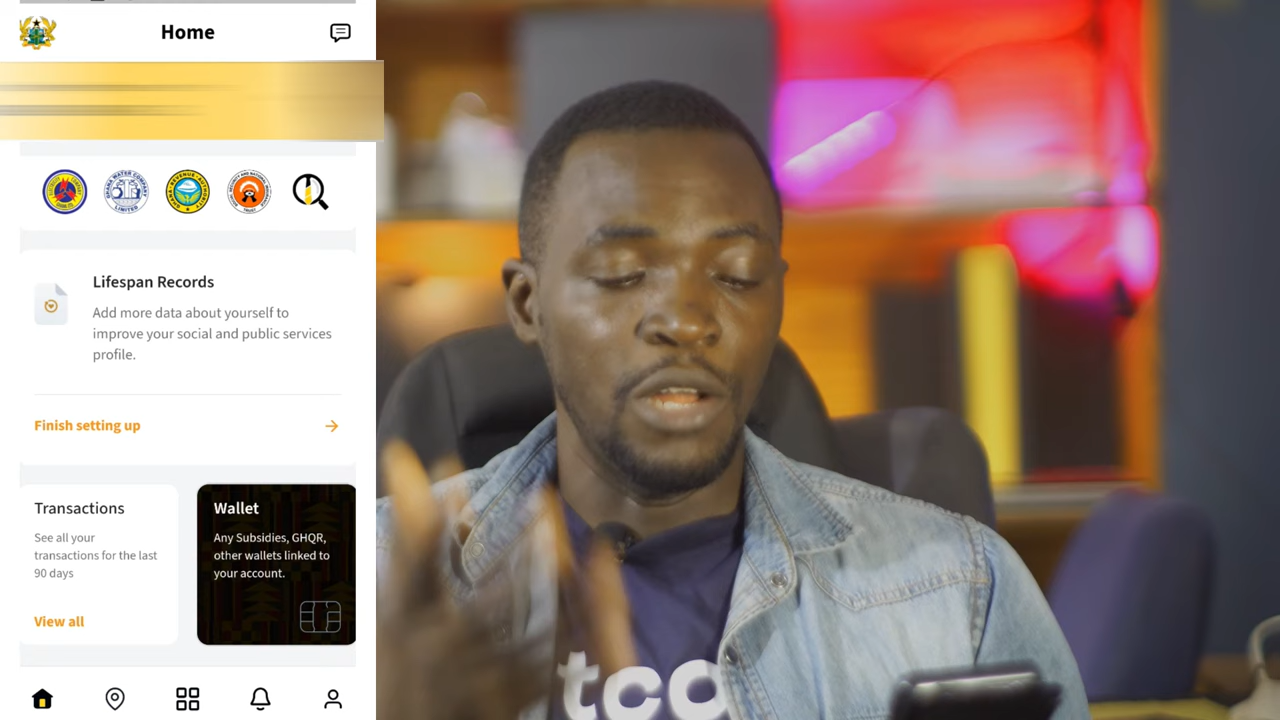 Home
Lifespan Records
Add more data about yourself to
improve your social and public services
profile.
Finish setting up
Transactions
See all your
transactions for the last
90 days
View all
Wallet
Any Subsidies, GHQR,
other wallets linked to
your account.
tco